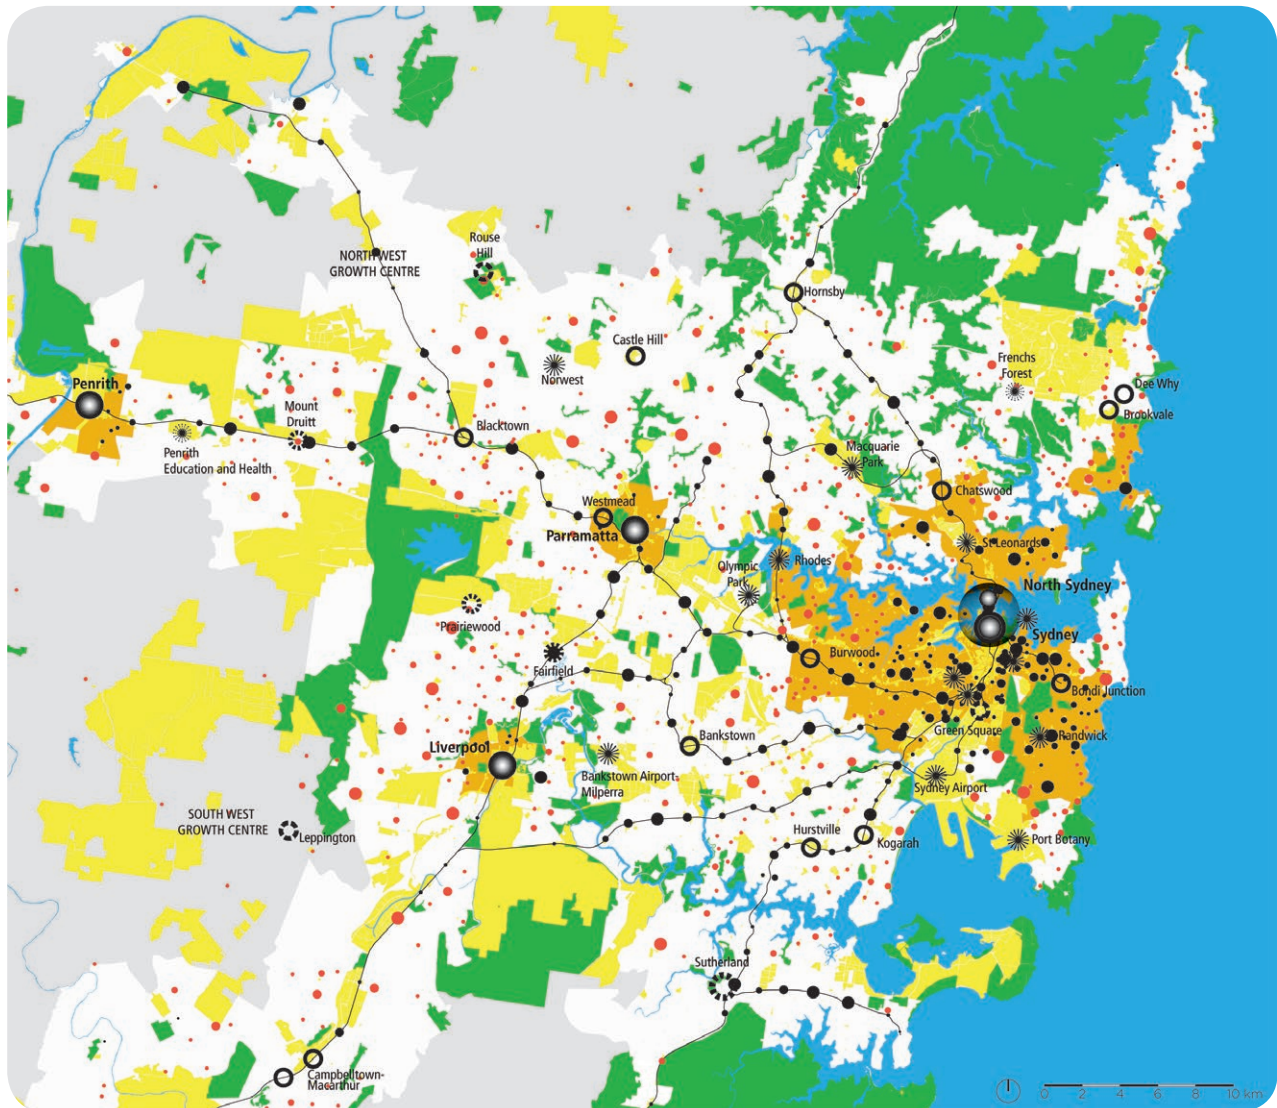 Rouse
Hill
NORTH WEST
GROWTH CENTRE
Hornsby
Castle Hill
Norwest
Frenchs
Forest
Penrith
Dee Why
Brookvale
Mount
Druitt
Blacktown
Penrith
Education and Health
Macquarie
Park
Chatswood
Westmead
Parramatta
St Leonards
Olympic
Park
Rhodes
North Sydney
Prairiewood
Sydney
Burwood
Fairfield
Bondi Junction
Green Square
Randwick
Bankstown
Liverpool
Bankstown Airport-
Milperra
Sydney Airport
SOUTH WEST
GROWTH CENTRE
Leppington
Hurstville
Kogarah
Port Botany
Sutherland
Campbelltown-
Macarthur
0 2 4 6 8 10 km